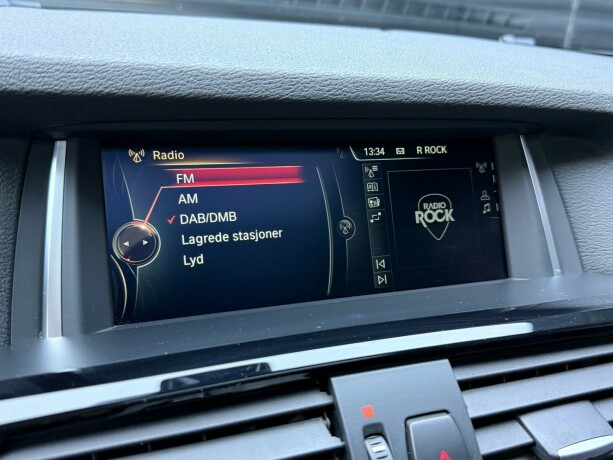 Radio
13:34 R ROCK
FM
AM
DAB/DMB
Lagrede stasjoner
Lyd
RADIO
ROCK